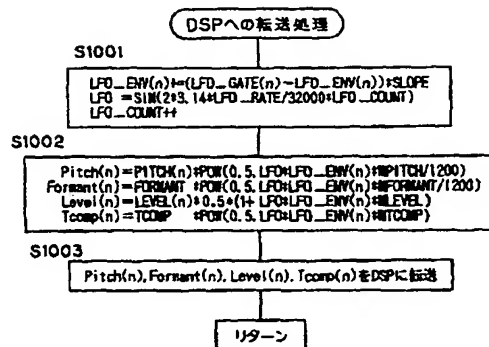 DSPへの転送処理
S1001
LFO_ENV(n)+=(LFO_GATE(n)-LFO_ENV(n))*SLOPE
LFO =SIN(2*3.14*LFO_RATE/32000*LFO_COUNT)
LFO_COUNT++
S1002
Pitch(n)=PITCH(n)*POW(0.5,LFO*LFO_ENV(n)*MPITCH/1200)
Formant(n)=FORMANT *POW(0.5,LFO*LFO_ENV(n)*MFORMANT/1200)
Level(n)=LEVEL(n)*0.5*(1+LFO*LFO_ENV(n)*MLEVEL)
Tcomp(n)=TCOMP *POW(0.5,LFO*LFO_ENV(n)*MTCOMP)
S1003
Pitch(n).Formant(n).Level(n).Tcomp(n)をDSPに転送
リターン